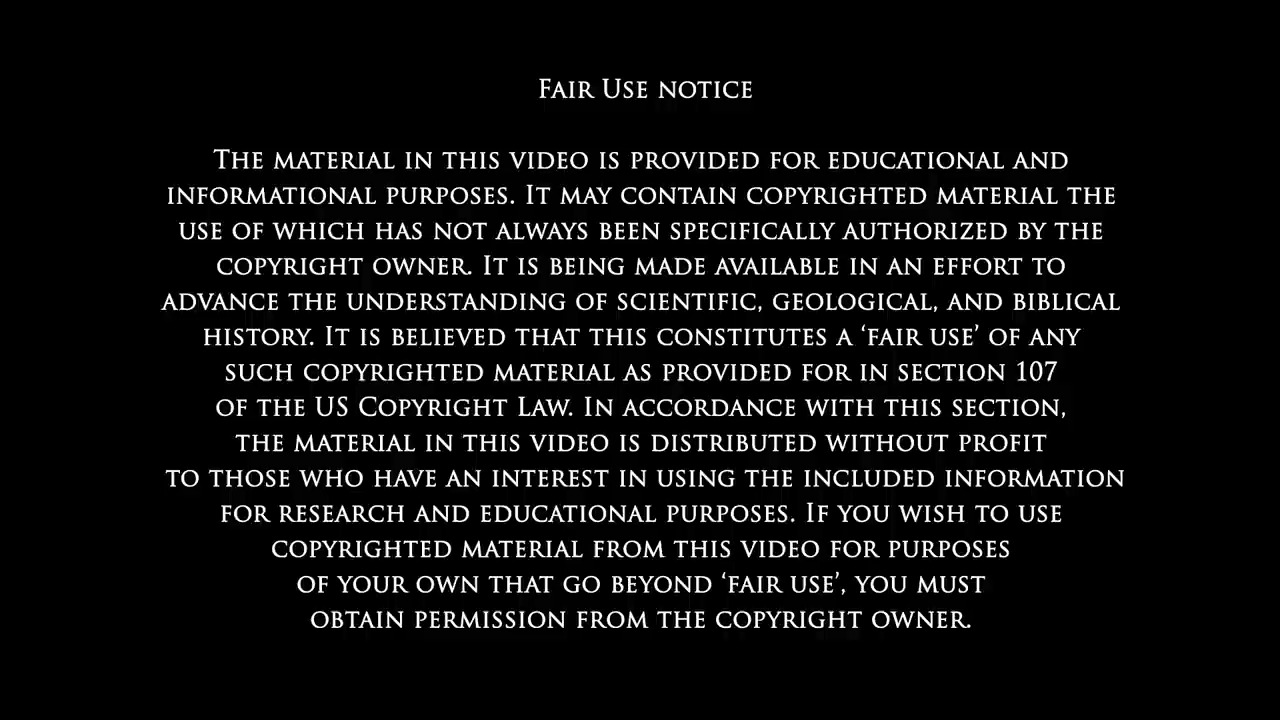 Fair Use notice
The material in this video is provided for educational and
informational purposes. It may contain copyrighted material the
use of which has not always been specifically authorized by the
copyright owner. It is being made available in an effort to
advance the understanding of scientific, geological, and biblical
history. It is believed that this constitutes a ‘fair use’ of any
such copyrighted material as provided for in section 107
of the US Copyright Law. In accordance with this section,
the material in this video is distributed without profit
to those who have an interest in using the included information
for research and educational purposes. If you wish to use
copyrighted material from this video for purposes
of your own that go beyond ‘fair use’, you must
obtain permission from the copyright owner.